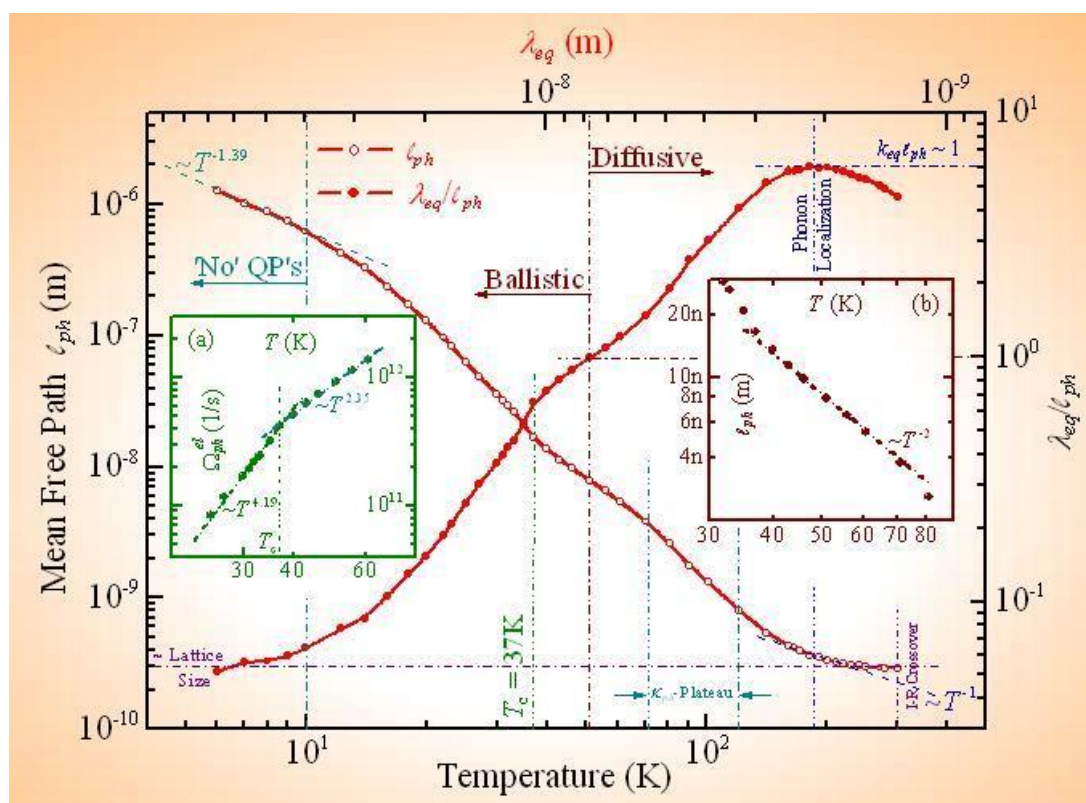 λeq (m)
10-8
10-9
~ T-1.39
ℓph
λeq/ℓph
Diffusive
keqℓph ~ 1
101
10-6
'No' QP's
Ballistic
Phonon
Localization
10-7
Mean Free Path ℓph (m)
(a)
T (K)
1012
Ωelph (1/s)
~T2.35
1011
~T4.19
Tc
30
40
60
T (K)
(b)
20n
10n
8n
6n
4n
ℓph (m)
~T-2
30
40
50
60
70
80
100
λeq/ℓph
10-8
10-9
~ Lattice
Size
Tc = 37K
-Plateau
I-R Crossover
~ T-1
10-1
10-10
101
102
Temperature (K)